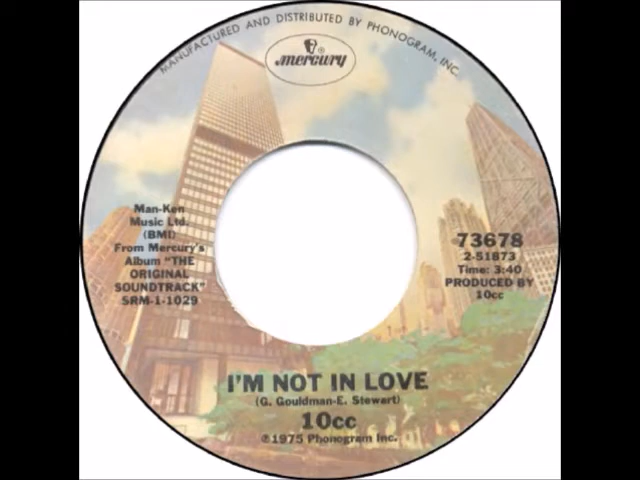 MANUFACTURED AND DISTRIBUTED BY PHONOGRAM, INC.
mercury
®
Man-Ken
Music Ltd.
(BMI)
From Mercury's
Album "THE
ORIGINAL
SOUNDTRACK"
SRM-1-1029
73678
2-51873
Time: 3:40
PRODUCED BY
10cc
I'M NOT IN LOVE
(G. Gouldman-E. Stewart)
10cc
℗1975 Phonogram Inc.